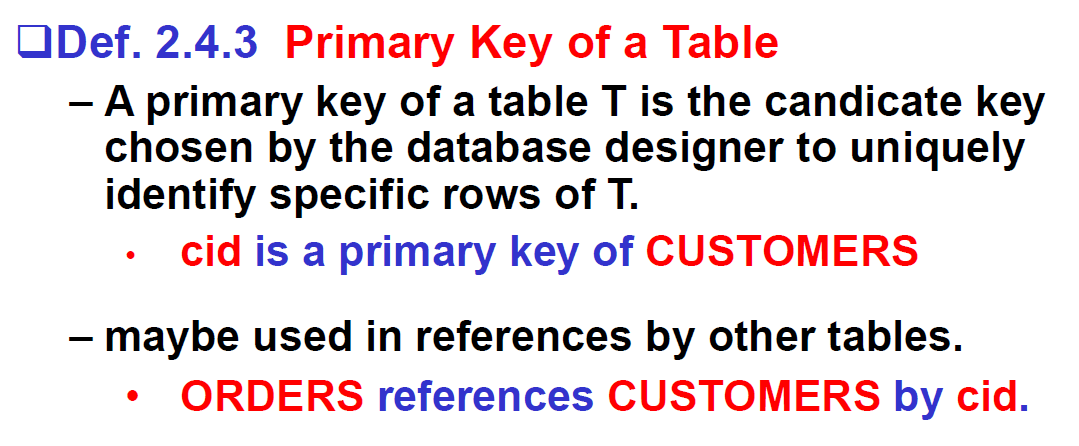 ❑Def. 2.4.3 Primary Key of a Table
– A primary key of a table T is the candicate key
chosen by the database designer to uniquely
identify specific rows of T.
• cid is a primary key of CUSTOMERS
– maybe used in references by other tables.
• ORDERS references CUSTOMERS by cid.